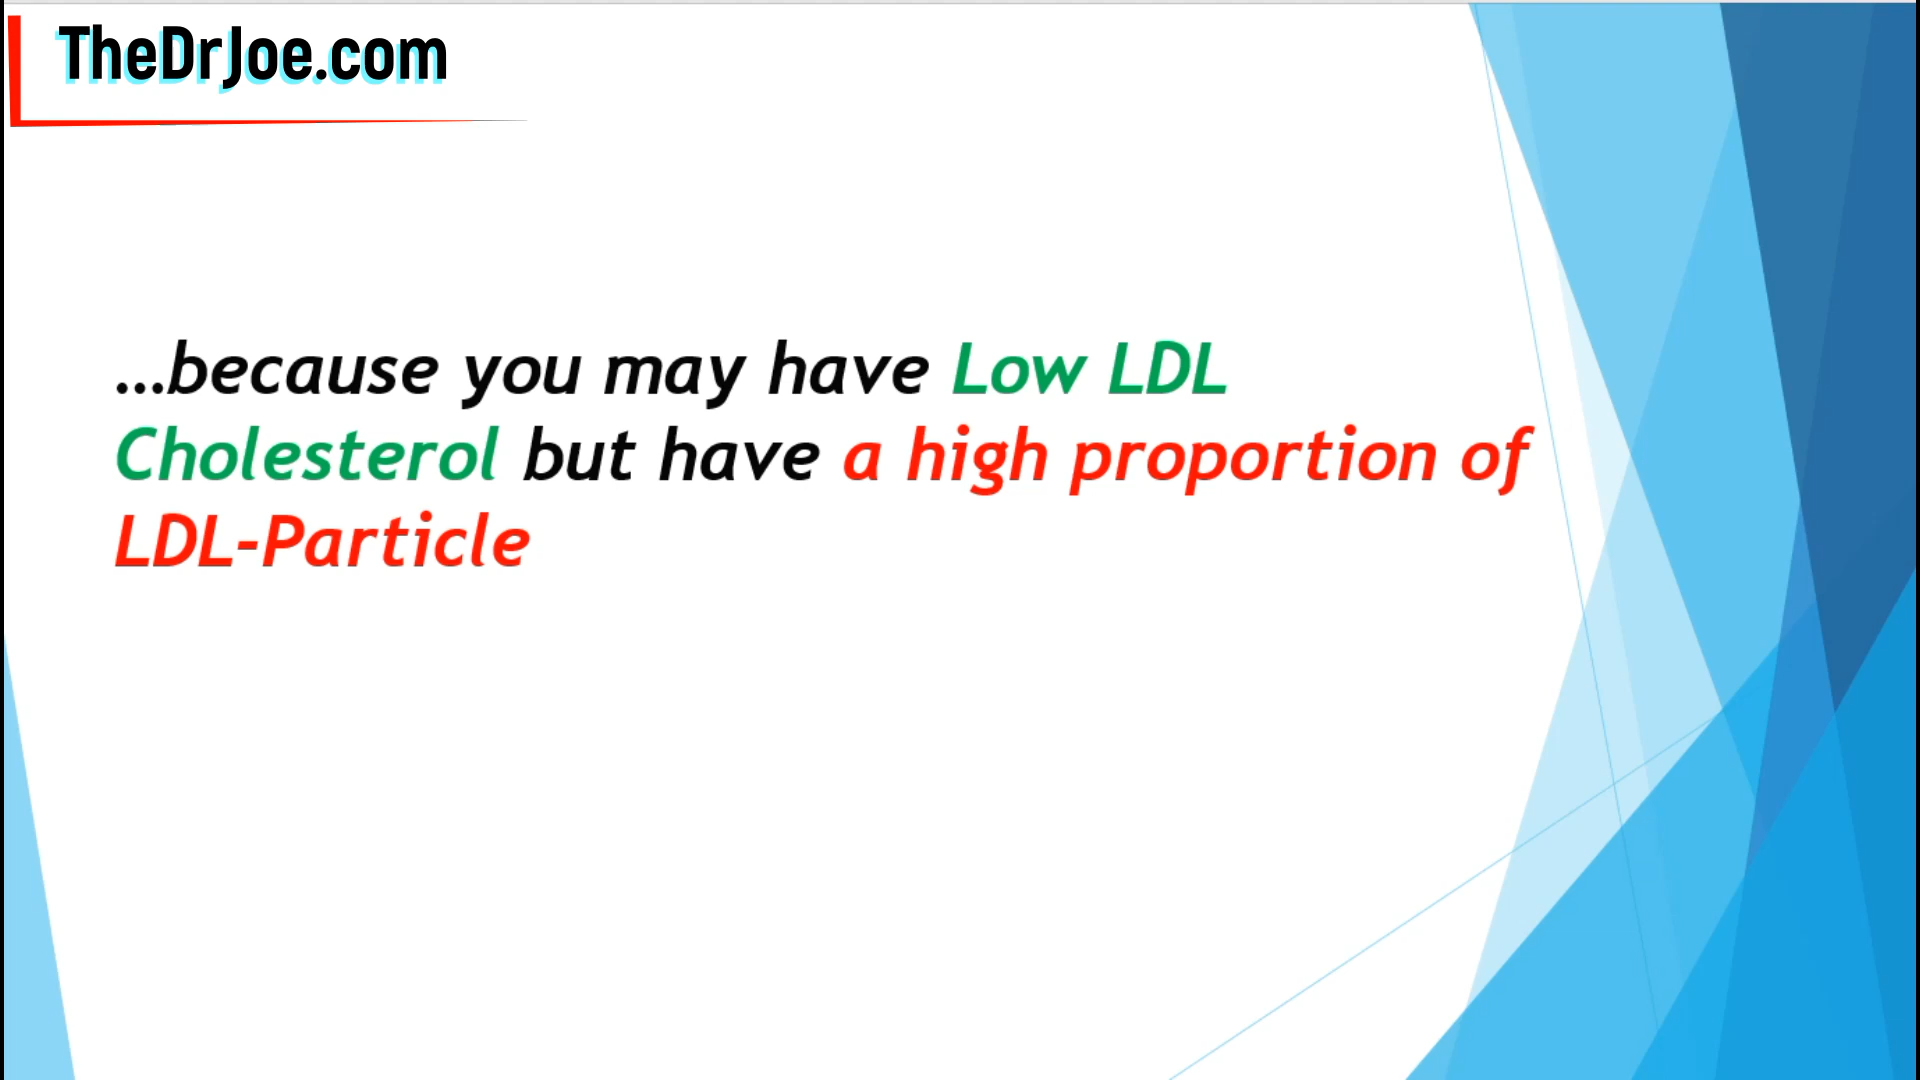 TheDrJoe.com
...because you may have Low LDL
Cholesterol but have a high proportion of
LDL-Particle